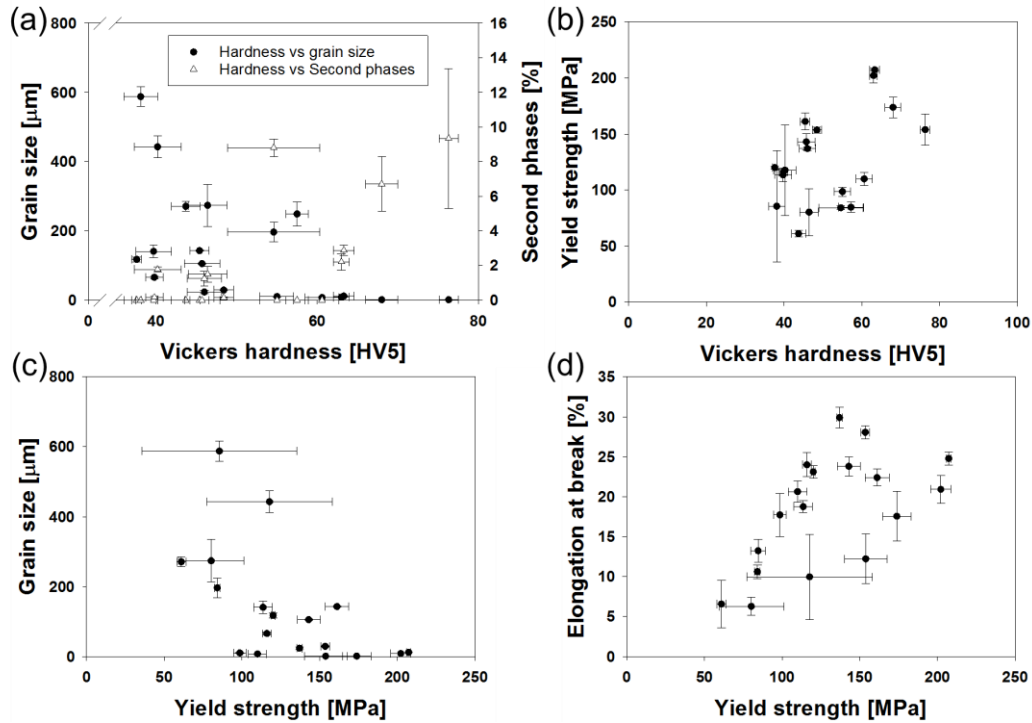 (a)
800
600
400
200
0
Grain size [μm]
16
14
12
10
8
6
4
2
0
Second phases [%]
Hardness vs grain size
Hardness vs Second phases
0 40 60 80
Vickers hardness [HV5]
(b)
250
200
150
100
50
0
Yield strength [MPa]
0 20 40 60 80 100
Vickers hardness [HV5]
(c)
800
600
400
200
0
Grain size [μm]
0 50 100 150 200 250
Yield strength [MPa]
(d)
35
30
25
20
15
10
5
0
Elongation at break [%]
0 50 100 150 200 250
Yield strength [MPa]